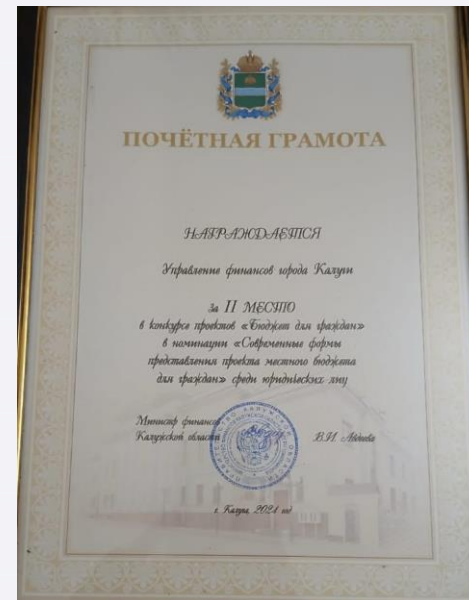 ПОЧЁТНАЯ ГРАМОТА
НАГРАЖДАЕТСЯ
Управление финансов города Калуги
за II МЕСТО
в конкурсе проектов «Бюджет для граждан»
в номинации «Современные формы
представления проекта местного бюджета
для граждан» среди юридических лиц
Министр финансов
Калужской области В.И. Авдеева
г. Калуга, 2021 год